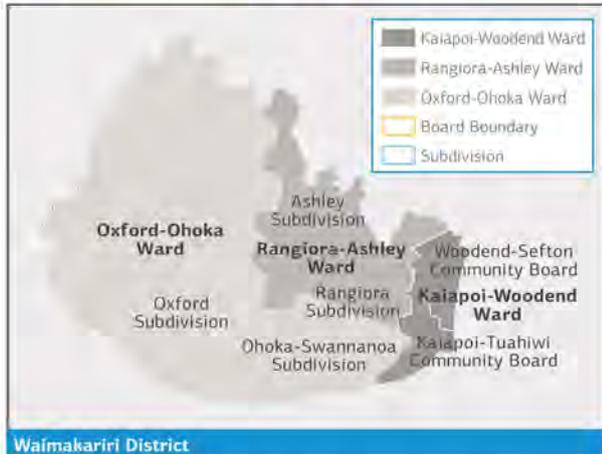 Kaiapoi-Woodend Ward
Rangiora-Ashley Ward
Oxford-Ohoka Ward
Board Boundary
Subdivision
Ashley
Subdivision
Oxford-Ohoka
Ward
Rangiora-Ashley
Ward
Woodend-Sefton
Community Board
Oxford
Subdivision
Rangiora
Subdivision
Kaiapoi-Woodend
Ward
Ohoka-Swannanoa
Subdivision
Kaiapoi-Tuahiwi
Community Board
Waimakariri District